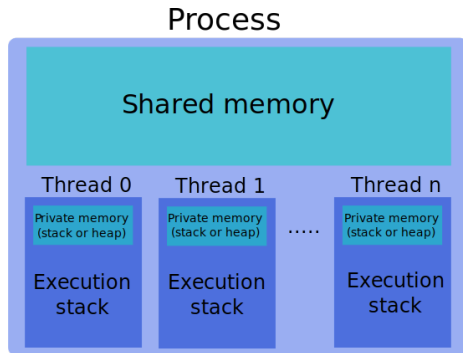 Process
Shared memory
Thread 0
Thread 1
Thread n
Private memory
(stack or heap)
Private memory
(stack or heap)
.....
Private memory
(stack or heap)
Execution
stack
Execution
stack
Execution
stack